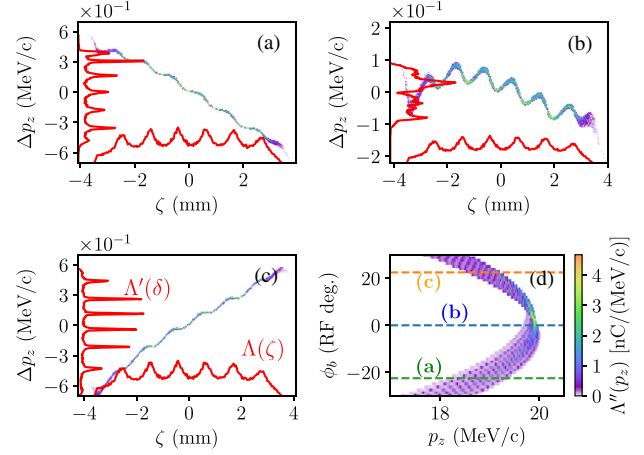 ×10⁻¹
(a)
Δp_z (MeV/c)
6
3
0
−3
−6
−4 −2 0 2 4
ζ (mm)
×10⁻¹
(b)
Δp_z (MeV/c)
2
1
0
−1
−2
−4 −2 0 2 4
ζ (mm)
×10⁻¹
(c)
Λ′(δ)
Λ(ζ)
Δp_z (MeV/c)
6
3
0
−3
−6
−4 −2 0 2 4
ζ (mm)
(d)
(c)
(b)
(a)
ϕ_b (RF deg.)
20
0
−20
18 20
p_z (MeV/c)
4
3
2
1
0
Λ″(p_z) [nC/(MeV/c)]